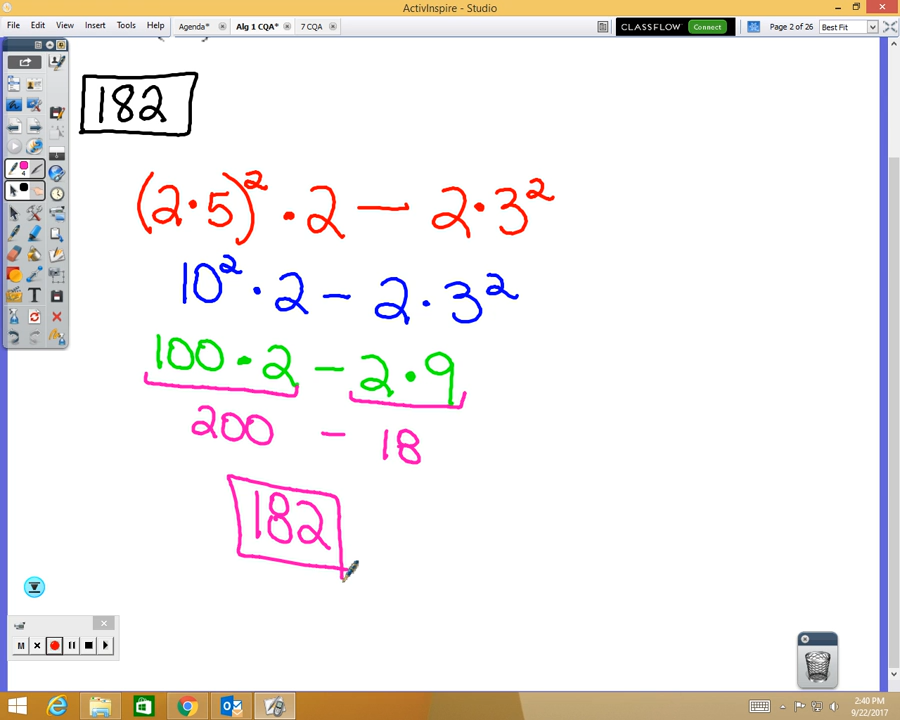 ActivInspire - Studio
File Edit View Insert Tools Help Agenda* Alg 1 CQA* 7 CQA CLASSFLOW Connect Page 2 of 26 Best Fit
182
(2·5)² · 2 — 2·3²
10² · 2 — 2 · 3²
100 · 2 — 2 · 9
200 — 18
182
4
T
M
2:40 PM
9/22/2017